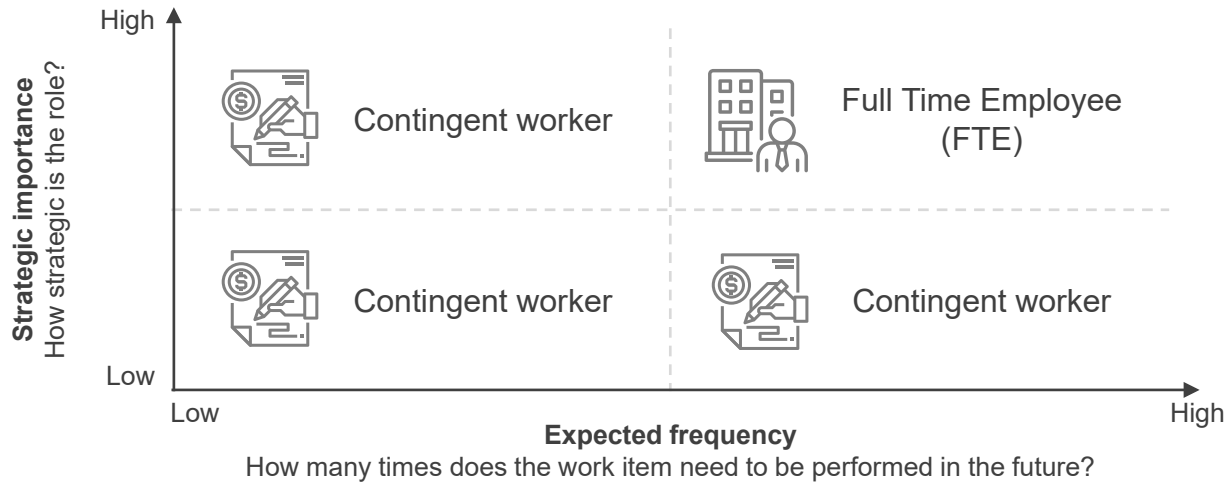 High
Strategic importance
How strategic is the role?
$
Contingent worker
Full Time Employee
(FTE)
$
Contingent worker
$
Contingent worker
Low
Low
High
Expected frequency
How many times does the work item need to be performed in the future?